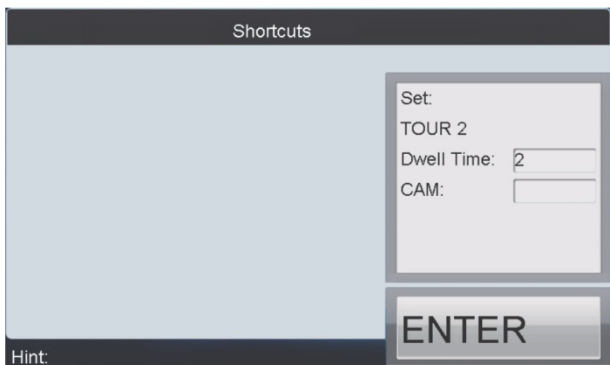 Shortcuts
Set:
TOUR 2
Dwell Time: 2
CAM:
ENTER
Hint: